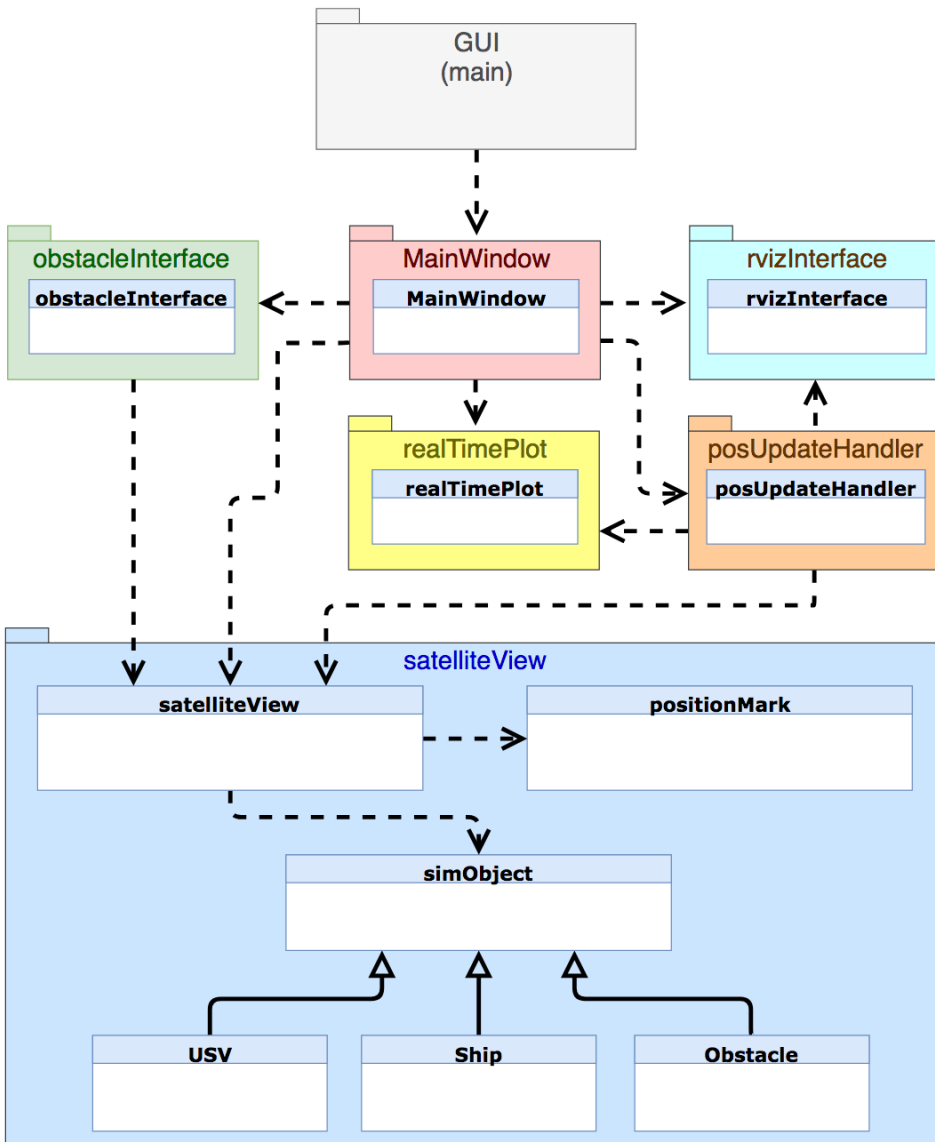 GUI
(main)
obstacleInterface
obstacleInterface
MainWindow
MainWindow
rvizInterface
rvizInterface
realTimePlot
realTimePlot
posUpdateHandler
posUpdateHandler
satelliteView
satelliteView
positionMark
simObject
USV
Ship
Obstacle